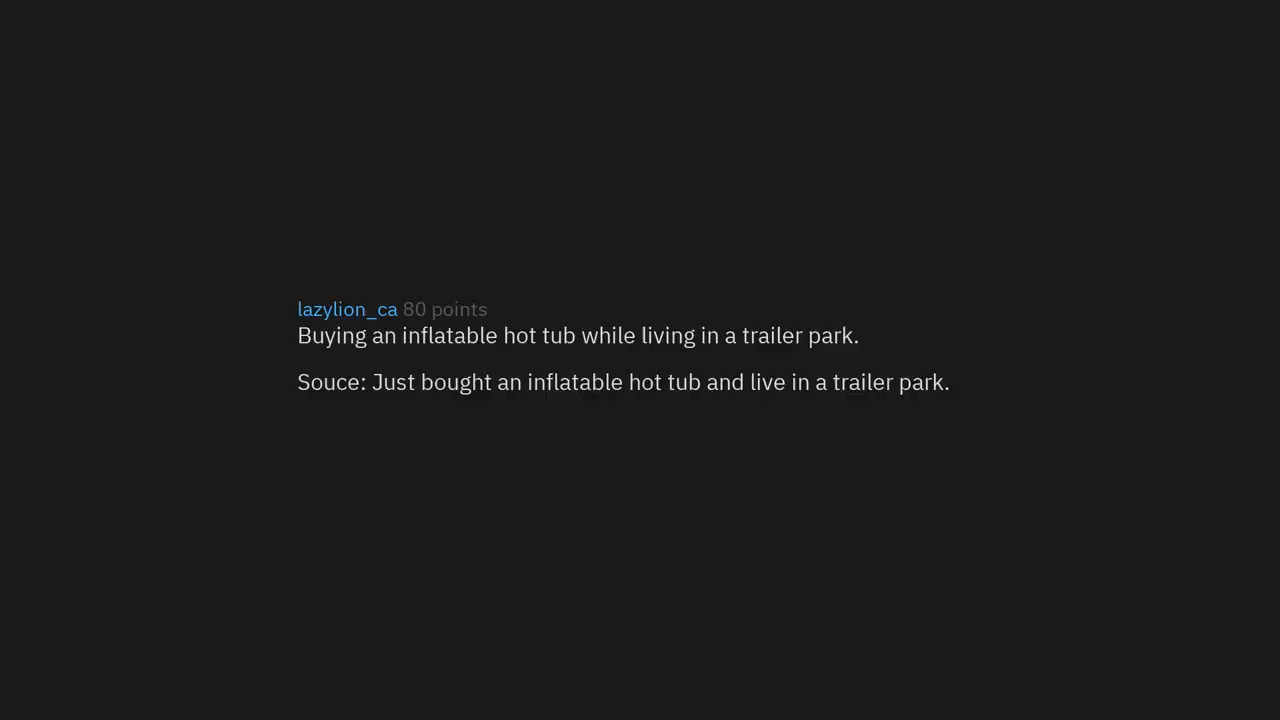 lazylion_ca 80 points
Buying an inflatable hot tub while living in a trailer park.
Souce: Just bought an inflatable hot tub and live in a trailer park.